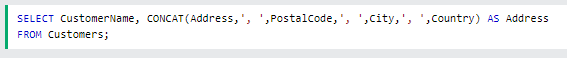 SELECT CustomerName, CONCAT(Address,', ',PostalCode,', ',City,', ',Country) AS Address
FROM Customers;